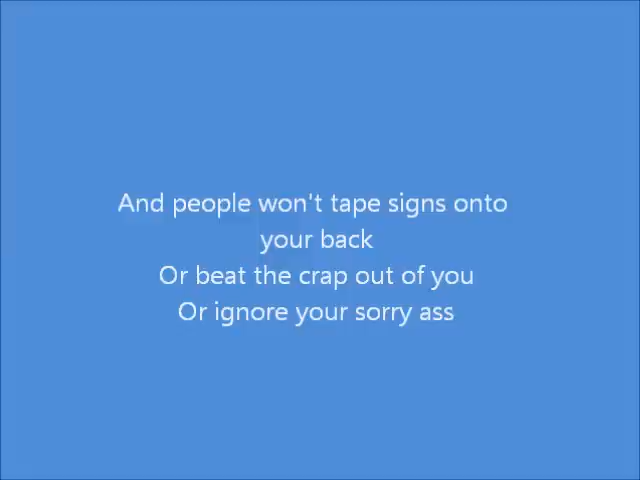 And people won't tape signs onto
your back
Or beat the crap out of you
Or ignore your sorry ass